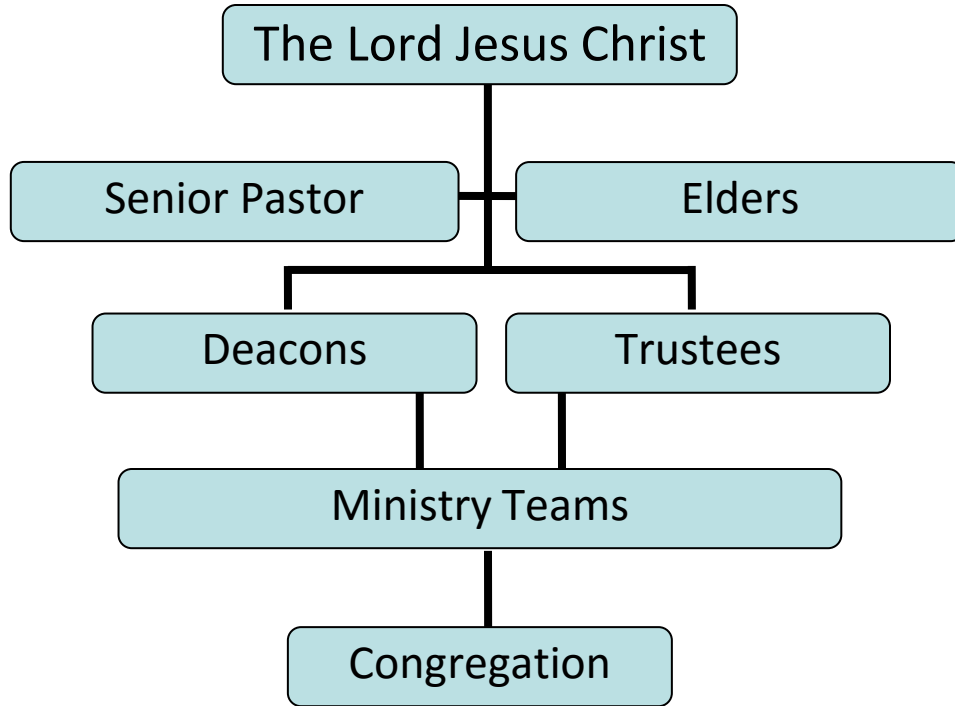 The Lord Jesus Christ
Senior Pastor
Elders
Deacons
Trustees
Ministry Teams
Congregation